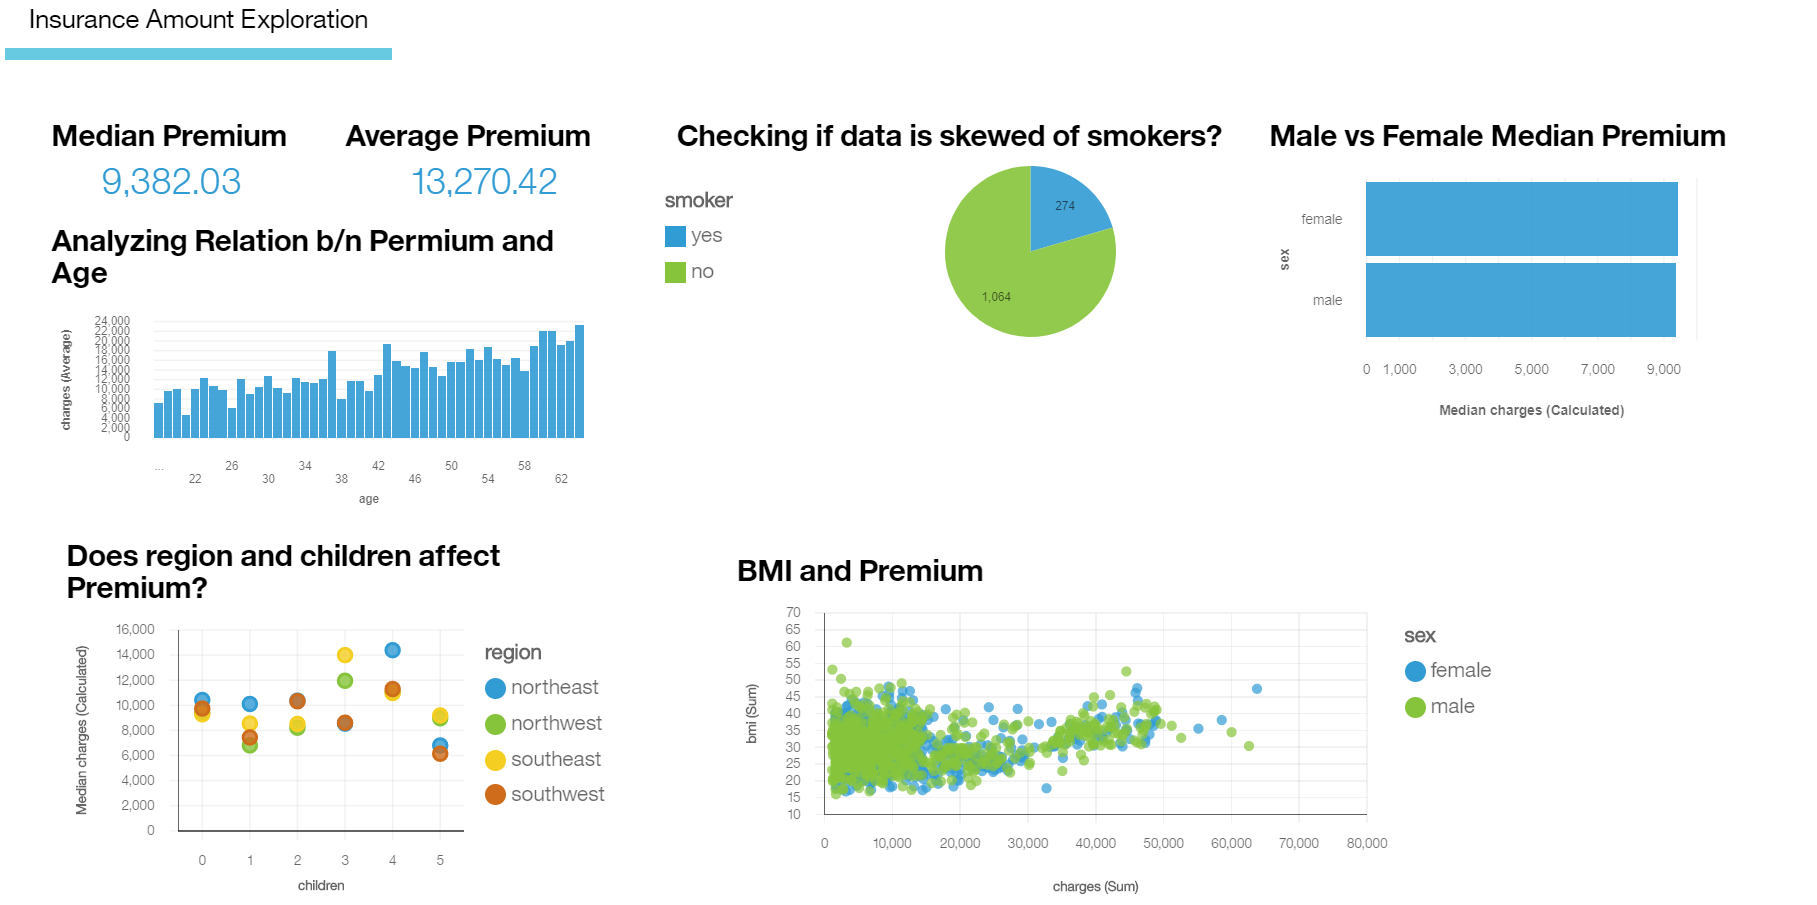 Insurance Amount Exploration
Median Premium
9,382.03
Average Premium
13,270.42
Analyzing Relation b/n Permium and
Age
charges (Average)
24,000
22,000
20,000
18,000
16,000
14,000
12,000
10,000
8,000
6,000
4,000
2,000
0
...
22
26
30
34
38
42
46
50
54
58
62
age
Checking if data is skewed of smokers?
smoker
yes
no
274
1,064
Male vs Female Median Premium
sex
female
male
0 1,000 3,000 5,000 7,000 9,000
Median charges (Calculated)
Does region and children affect
Premium?
Median charges (Calculated)
16,000
14,000
12,000
10,000
8,000
6,000
4,000
2,000
0
0 1 2 3 4 5
children
region
northeast
northwest
southeast
southwest
BMI and Premium
bmi (Sum)
70
65
60
55
50
45
40
35
30
25
20
15
10
0 10,000 20,000 30,000 40,000 50,000 60,000 70,000 80,000
charges (Sum)
sex
female
male